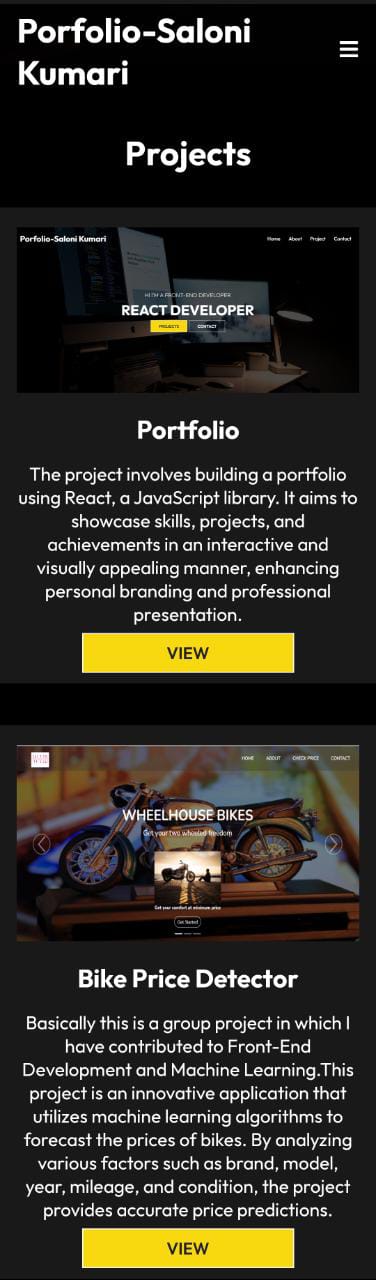 Porfolio-Saloni
Kumari
Projects
Porfolio-Saloni Kumari
Home About Project Contact
HI I'M A FRONT-END DEVELOPER
REACT DEVELOPER
PROJECTS CONTACT
Portfolio
The project involves building a portfolio
using React, a JavaScript library. It aims to
showcase skills, projects, and
achievements in an interactive and
visually appealing manner, enhancing
personal branding and professional
presentation.
VIEW
HOME ABOUT CHECK PRICE CONTACT
WHEELHOUSE BIKES
Get your two wheeled freedom
Get your comfort at minimum price
Get Started
Bike Price Detector
Basically this is a group project in which I
have contributed to Front-End
Development and Machine Learning.This
project is an innovative application that
utilizes machine learning algorithms to
forecast the prices of bikes. By analyzing
various factors such as brand, model,
year, mileage, and condition, the project
provides accurate price predictions.
VIEW